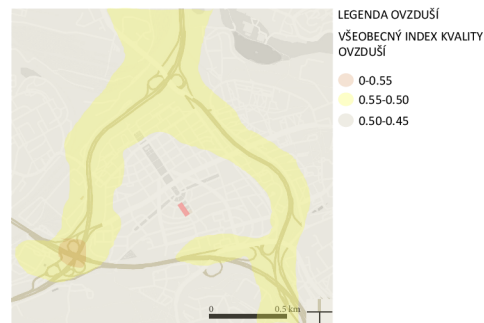 LEGENDA OVZDUŠÍ
VŠEOBECNÝ INDEX KVALITY
OVZDUŠÍ
0-0.55
0.55-0.50
0.50-0.45
0 0.5 km